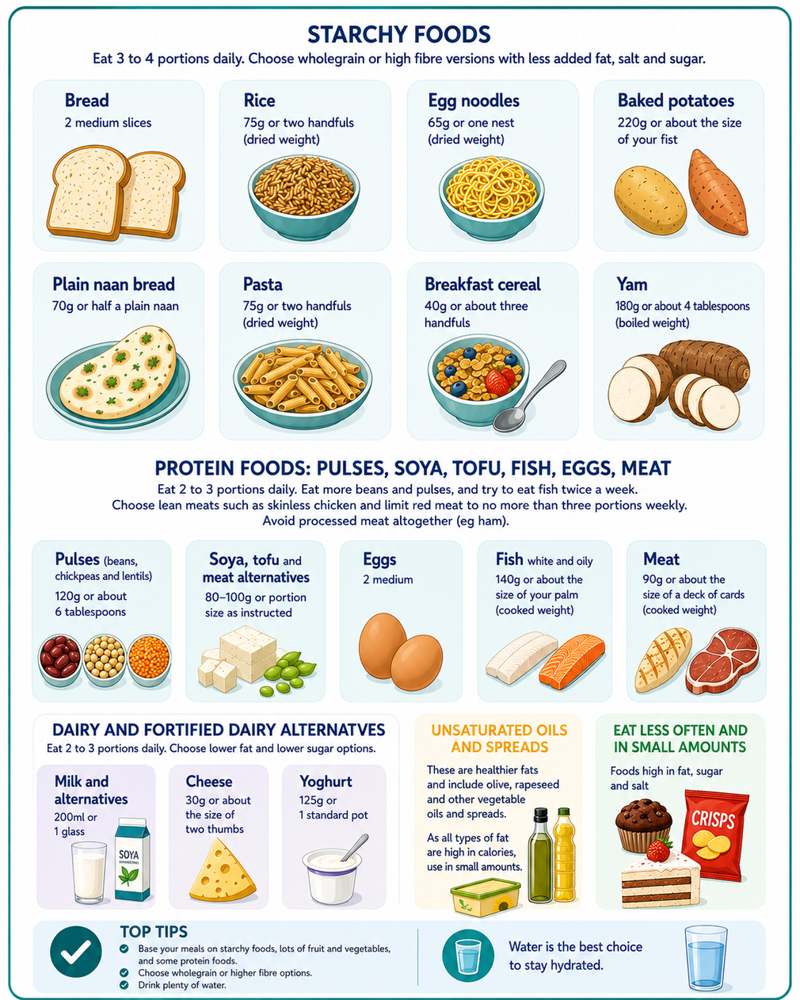 STARCHY FOODS
Eat 3 to 4 portions daily. Choose wholegrain or high fibre versions with less added fat, salt and sugar.
Bread
2 medium slices
Rice
75g or two handfuls
(dried weight)
Egg noodles
65g or one nest
(dried weight)
Baked potatoes
220g or about the size
of your fist
Plain naan bread
70g or half a plain naan
Pasta
75g or two handfuls
(dried weight)
Breakfast cereal
40g or about three
handfuls
Yam
180g or about 4 tablespoons
(boiled weight)
PROTEIN FOODS: PULSES, SOYA, TOFU, FISH, EGGS, MEAT
Eat 2 to 3 portions daily. Eat more beans and pulses, and try to eat fish twice a week.
Choose lean meats such as skinless chicken and limit red meat to no more than three portions weekly.
Avoid processed meat altogether (eg ham).
Pulses (beans,
chickpeas and lentils)
120g or about
6 tablespoons
Soya, tofu and
meat alternatives
80–100g or portion
size as instructed
Eggs
2 medium
Fish white and oily
140g or about the
size of your palm
(cooked weight)
Meat
90g or about the
size of a deck of cards
(cooked weight)
DAIRY AND FORTIFIED DAIRY ALTERNATVES
Eat 2 to 3 portions daily. Choose lower fat and lower sugar options.
Milk and
alternatives
200ml or
1 glass
SOYA
Cheese
30g or about
the size of
two thumbs
Yoghurt
125g or
1 standard pot
UNSATURATED OILS
AND SPREADS
These are healthier fats
and include olive, rapeseed
and other vegetable
oils and spreads.
As all types of fat
are high in calories,
use in small amounts.
EAT LESS OFTEN AND
IN SMALL AMOUNTS
Foods high in fat, sugar
and salt
CRISPS
TOP TIPS
Base your meals on starchy foods, lots of fruit and vegetables,
and some protein foods.
Choose wholegrain or higher fibre options.
Drink plenty of water.
Water is the best choice
to stay hydrated.